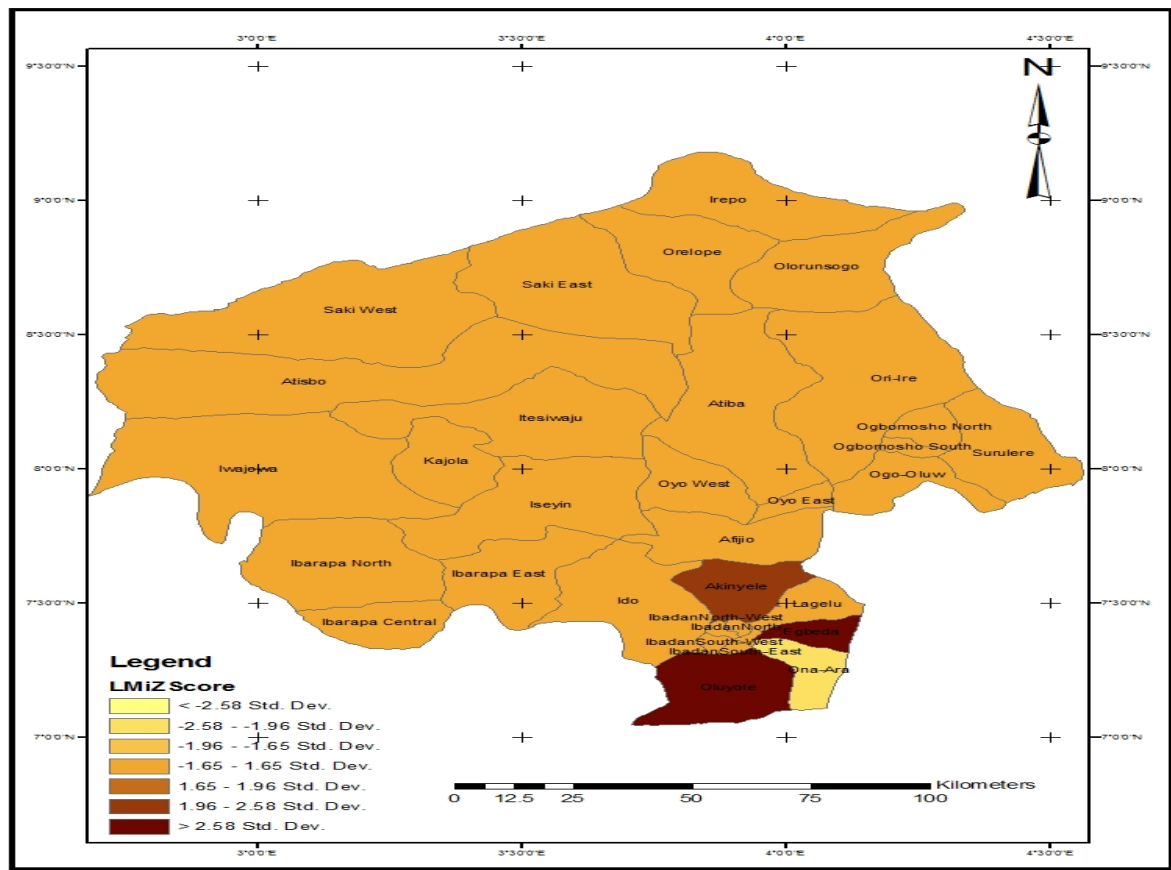 3°0'0"E 3°30'0"E 4°0'0"E 4°30'0"E
9°30'0"N 9°30'0"N
N
9°0'0"N Irepo 9°0'0"N
Orelope
Olorunsogo
Saki East
Saki West
8°30'0"N 8°30'0"N
Atisbo
Ori-Ire
Atiba
Itesiwaju
Ogbomosho North
Ogbomosho South
Surulere
Kajola
8°0'0"N Iwajowa 8°0'0"N
Ogo-Oluw
Oyo West
Oyo East
Iseyin
Afijio
Ibarapa North
Ibarapa East
Akinyele
7°30'0"N Ido Lagelu 7°30'0"N
Ibarapa Central
IbadanNorth-West
IbadanNorth
Egbeda
IbadanSouth-West
IbadanSouth-East
Ona-Ara
Oluyole
Legend
LMiZScore
< -2.58 Std. Dev.
-2.58 - -1.96 Std. Dev.
-1.96 - -1.65 Std. Dev.
-1.65 - 1.65 Std. Dev.
1.65 - 1.96 Std. Dev.
1.96 - 2.58 Std. Dev.
> 2.58 Std. Dev.
7°0'0"N 7°0'0"N
Kilometers
0 12.5 25 50 75 100
3°0'0"E 3°30'0"E 4°0'0"E 4°30'0"E